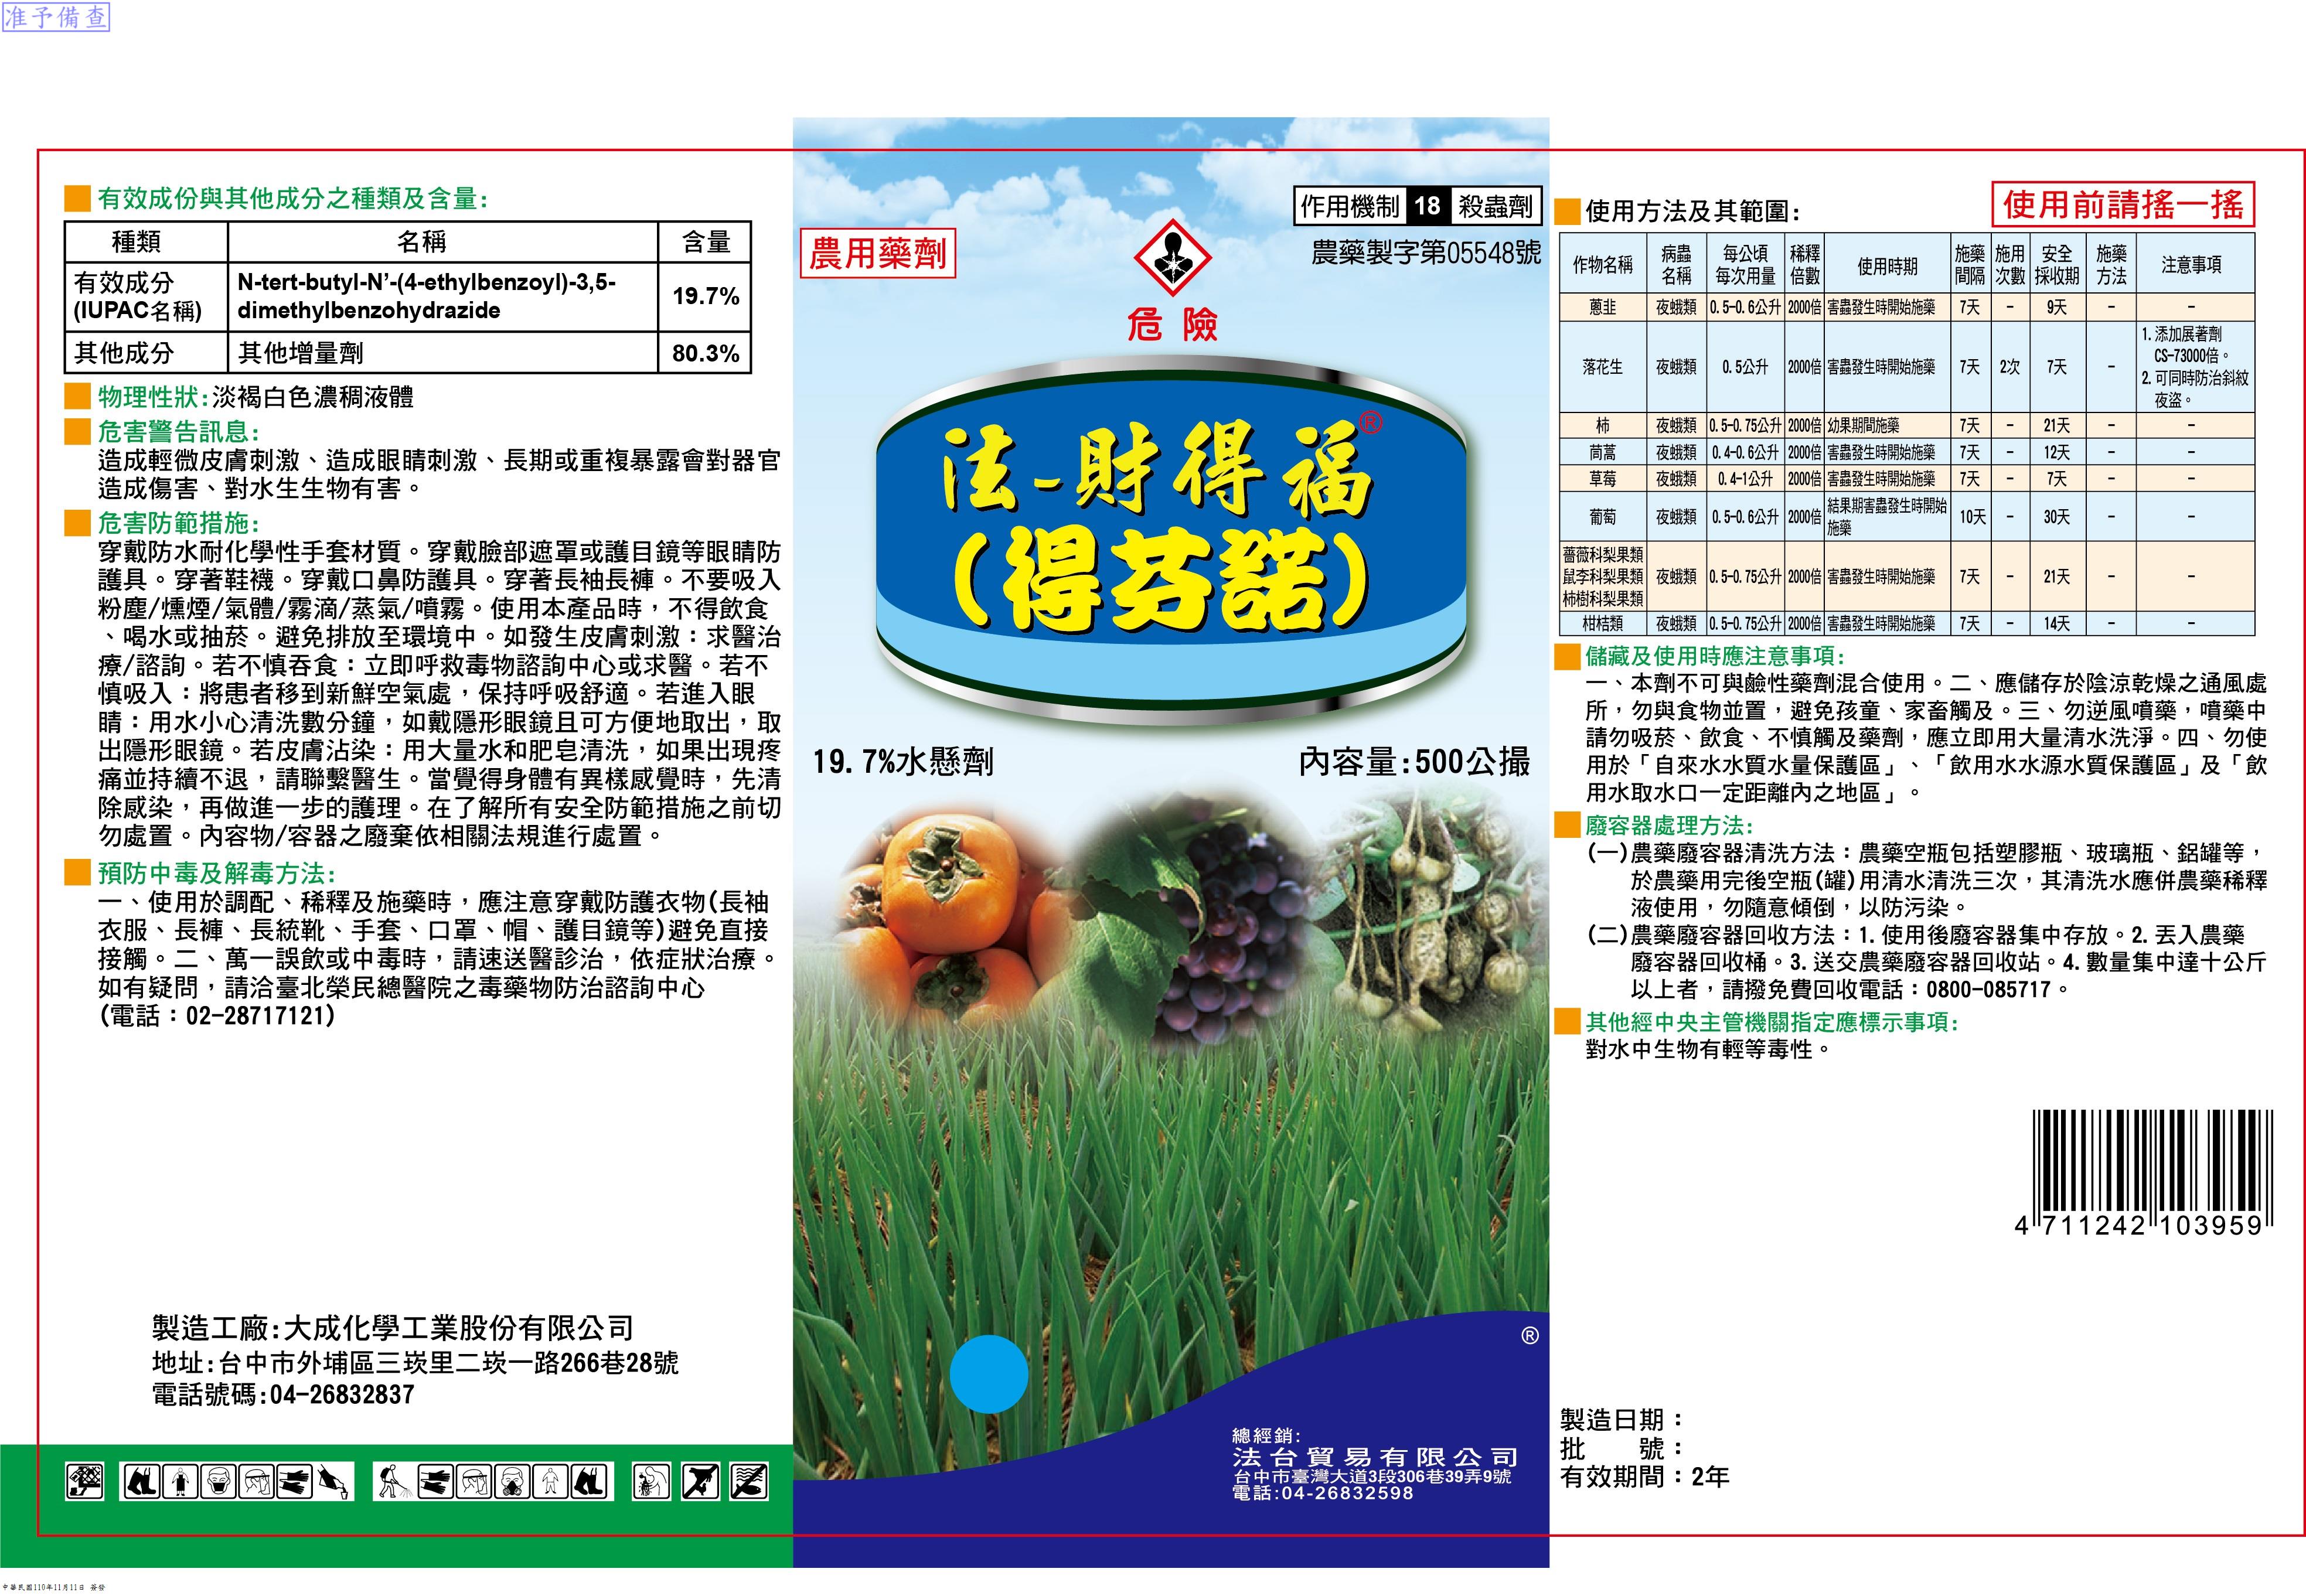 准予備查
有效成份與其他成分之種類及含量:
種類 名稱 含量
有效成分
(IUPAC名稱)
N-tert-butyl-N’-(4-ethylbenzoyl)-3,5-
dimethylbenzohydrazide
19.7%
其他成分 其他增量劑 80.3%
物理性狀:淡褐白色濃稠液體
危害警告訊息:
造成輕微皮膚刺激、造成眼睛刺激、長期或重複暴露會對器官
造成傷害、對水生生物有害。
危害防範措施:
穿戴防水耐化學性手套材質。穿戴臉部遮罩或護目鏡等眼睛防
護具。穿著鞋襪。穿戴口鼻防護具。穿著長袖長褲。不要吸入
粉塵/燻煙/氣體/霧滴/蒸氣/噴霧。使用本產品時，不得飲食
、喝水或抽菸。避免排放至環境中。如發生皮膚刺激：求醫治
療/諮詢。若不慎吞食：立即呼救毒物諮詢中心或求醫。若不
慎吸入：將患者移到新鮮空氣處，保持呼吸舒適。若進入眼
睛：用水小心清洗數分鐘，如戴隱形眼鏡且可方便地取出，取
出隱形眼鏡。若皮膚沾染：用大量水和肥皂清洗，如果出現疼
痛並持續不退，請聯繫醫生。當覺得身體有異樣感覺時，先清
除感染，再做進一步的護理。在了解所有安全防範措施之前切
勿處置。內容物/容器之廢棄依相關法規進行處置。
預防中毒及解毒方法:
一、使用於調配、稀釋及施藥時，應注意穿戴防護衣物(長袖
衣服、長褲、長統靴、手套、口罩、帽、護目鏡等)避免直接
接觸。二、萬一誤飲或中毒時，請速送醫診治，依症狀治療。
如有疑問，請洽臺北榮民總醫院之毒藥物防治諮詢中心
(電話：02-28717121)
製造工廠:大成化學工業股份有限公司
地址:台中市外埔區三崁里二崁一路266巷28號
電話號碼:04-26832837
農用藥劑
作用機制 18 殺蟲劑
農藥製字第05548號
危險
法-財得福®
(得芬諾)
19.7%水懸劑
內容量:500公撮
®
總經銷:
法台貿易有限公司
台中市臺灣大道3段306巷39弄9號
電話:04-26832598
使用方法及其範圍:
使用前請搖一搖
作物名稱 病蟲名稱 每公頃每次用量 稀釋倍數 使用時期 施藥間隔 施用次數 安全採收期 施藥方法 注意事項
蔥韭 夜蛾類 0.5-0.6公升 2000倍 害蟲發生時開始施藥 7天 - 9天 - -
落花生 夜蛾類 0.5公升 2000倍 害蟲發生時開始施藥 7天 2次 7天 -
1.添加展著劑
CS-73000倍。
2.可同時防治斜紋
夜盜。
柿 夜蛾類 0.5-0.75公升 2000倍 幼果期間施藥 7天 - 21天 - -
茼蒿 夜蛾類 0.4-0.6公升 2000倍 害蟲發生時開始施藥 7天 - 12天 - -
草莓 夜蛾類 0.4-1公升 2000倍 害蟲發生時開始施藥 7天 - 7天 - -
葡萄 夜蛾類 0.5-0.6公升 2000倍 結果期害蟲發生時開始施藥 10天 - 30天 - -
薔薇科梨果類
鼠李科梨果類
柿樹科梨果類
夜蛾類 0.5-0.75公升 2000倍 害蟲發生時開始施藥 7天 - 21天 - -
柑桔類 夜蛾類 0.5-0.75公升 2000倍 害蟲發生時開始施藥 7天 - 14天 - -
儲藏及使用時應注意事項:
一、本劑不可與鹼性藥劑混合使用。二、應儲存於陰涼乾燥之通風處
所，勿與食物並置，避免孩童、家畜觸及。三、勿逆風噴藥，噴藥中
請勿吸菸、飲食、不慎觸及藥劑，應立即用大量清水洗淨。四、勿使
用於「自來水水質水量保護區」、「飲用水水源水質保護區」及「飲
用水取水口一定距離內之地區」。
廢容器處理方法:
(一)農藥廢容器清洗方法：農藥空瓶包括塑膠瓶、玻璃瓶、鋁罐等，
於農藥用完後空瓶(罐)用清水清洗三次，其清洗水應併農藥稀釋
液使用，勿隨意傾倒，以防污染。
(二)農藥廢容器回收方法：1.使用後廢容器集中存放。2.丟入農藥
廢容器回收桶。3.送交農藥廢容器回收站。4.數量集中達十公斤
以上者，請撥免費回收電話：0800-085717。
其他經中央主管機關指定應標示事項:
對水中生物有輕等毒性。
4 711242 103959
製造日期：
批　　號：
有效期間：2年
中華民國110年11月11日 簽發